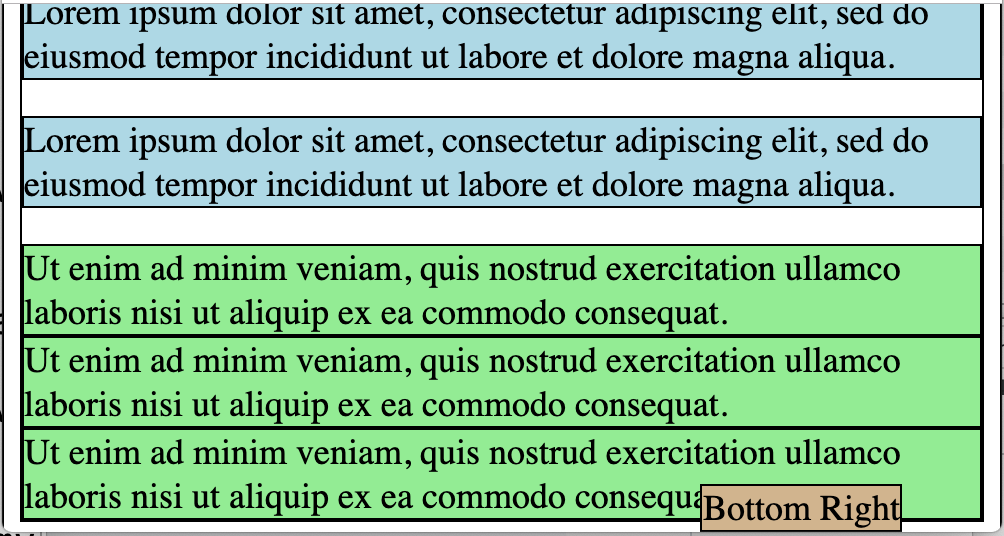 Lorem ipsum dolor sit amet, consectetur adipiscing elit, sed do
eiusmod tempor incididunt ut labore et dolore magna aliqua.
Lorem ipsum dolor sit amet, consectetur adipiscing elit, sed do
eiusmod tempor incididunt ut labore et dolore magna aliqua.
Ut enim ad minim veniam, quis nostrud exercitation ullamco
laboris nisi ut aliquip ex ea commodo consequat.
Ut enim ad minim veniam, quis nostrud exercitation ullamco
laboris nisi ut aliquip ex ea commodo consequat.
Ut enim ad minim veniam, quis nostrud exercitation ullamco
laboris nisi ut aliquip ex ea commodo consequa
Bottom Right